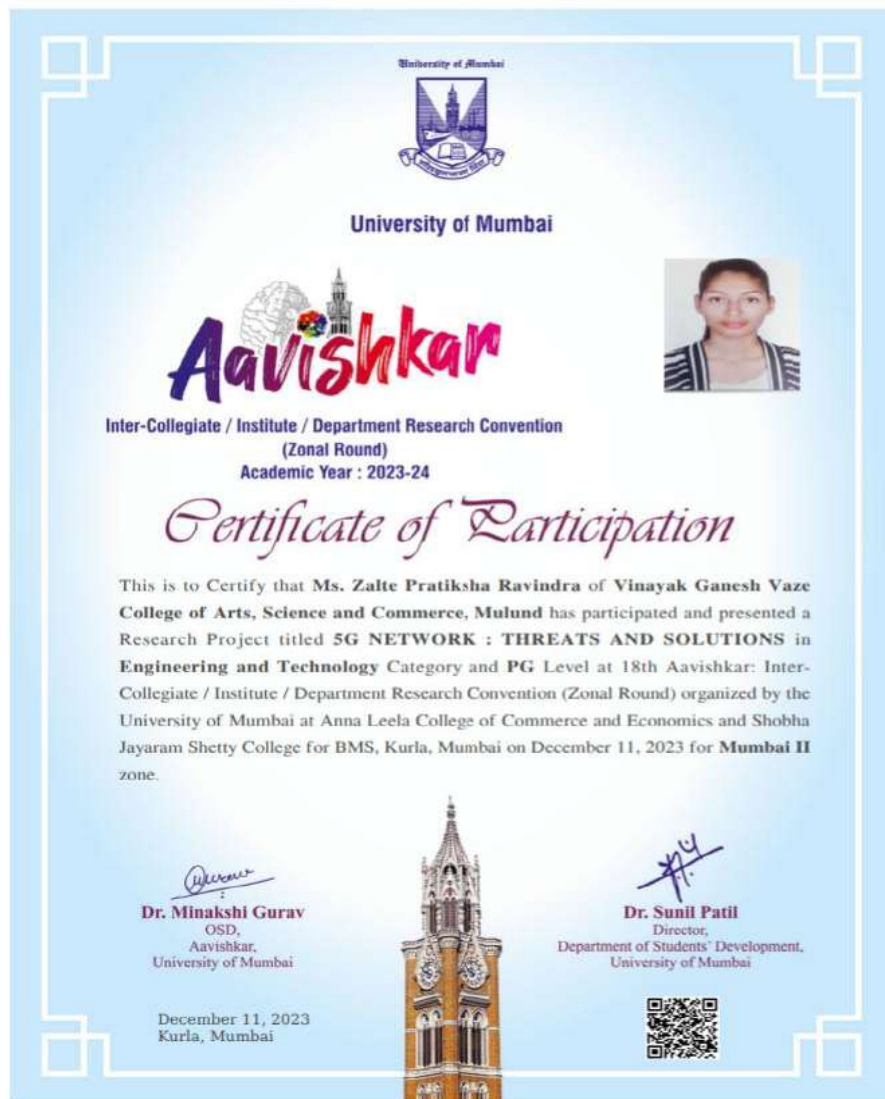 University of Mumbai
University of Mumbai
Aavishkar
Inter-Collegiate / Institute / Department Research Convention
(Zonal Round)
Academic Year : 2023-24
Certificate of Participation
This is to Certify that Ms. Zalte Pratiksha Ravindra of Vinayak Ganesh Vaze
College of Arts, Science and Commerce, Mulund has participated and presented a
Research Project titled 5G NETWORK : THREATS AND SOLUTIONS in
Engineering and Technology Category and PG Level at 18th Aavishkar: Inter-
Collegiate / Institute / Department Research Convention (Zonal Round) organized by the
University of Mumbai at Anna Leela College of Commerce and Economics and Shobha
Jayaram Shetty College for BMS, Kurla, Mumbai on December 11, 2023 for Mumbai II
zone.
Dr. Minakshi Gurav
OSD,
Aavishkar,
University of Mumbai
Dr. Sunil Patil
Director,
Department of Students' Development,
University of Mumbai
December 11, 2023
Kurla, Mumbai